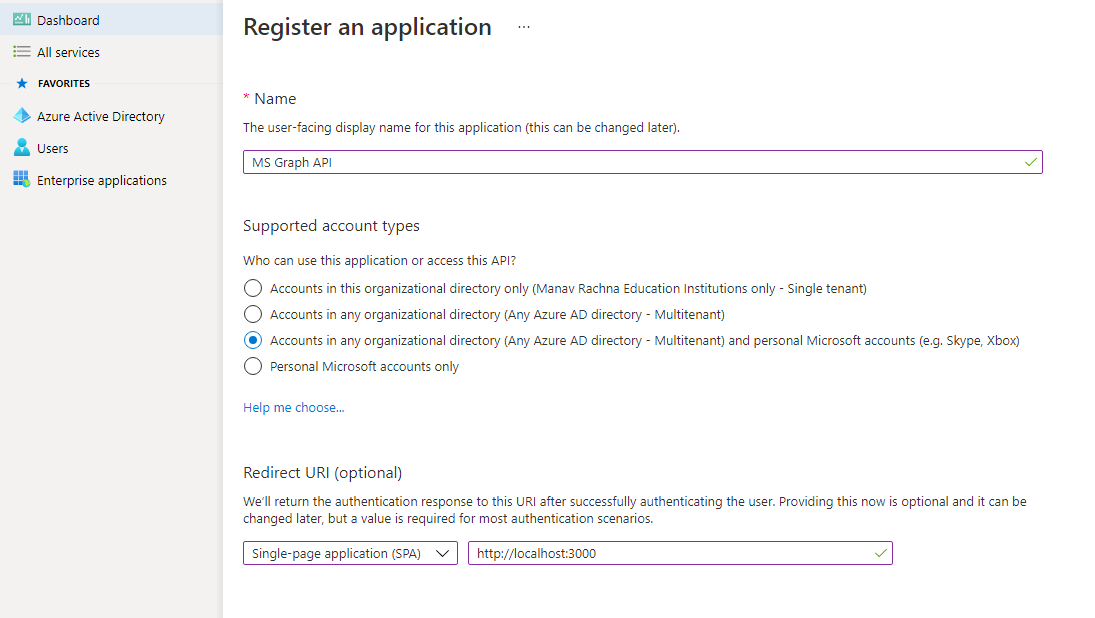 Dashboard
All services
FAVORITES
Azure Active Directory
Users
Enterprise applications
Register an application ...
* Name
The user-facing display name for this application (this can be changed later).
MS Graph API
Supported account types
Who can use this application or access this API?
Accounts in this organizational directory only (Manav Rachna Education Institutions only - Single tenant)
Accounts in any organizational directory (Any Azure AD directory - Multitenant)
Accounts in any organizational directory (Any Azure AD directory - Multitenant) and personal Microsoft accounts (e.g. Skype, Xbox)
Personal Microsoft accounts only
Help me choose...
Redirect URI (optional)
We'll return the authentication response to this URI after successfully authenticating the user. Providing this now is optional and it can be
changed later, but a value is required for most authentication scenarios.
Single-page application (SPA) http://localhost:3000